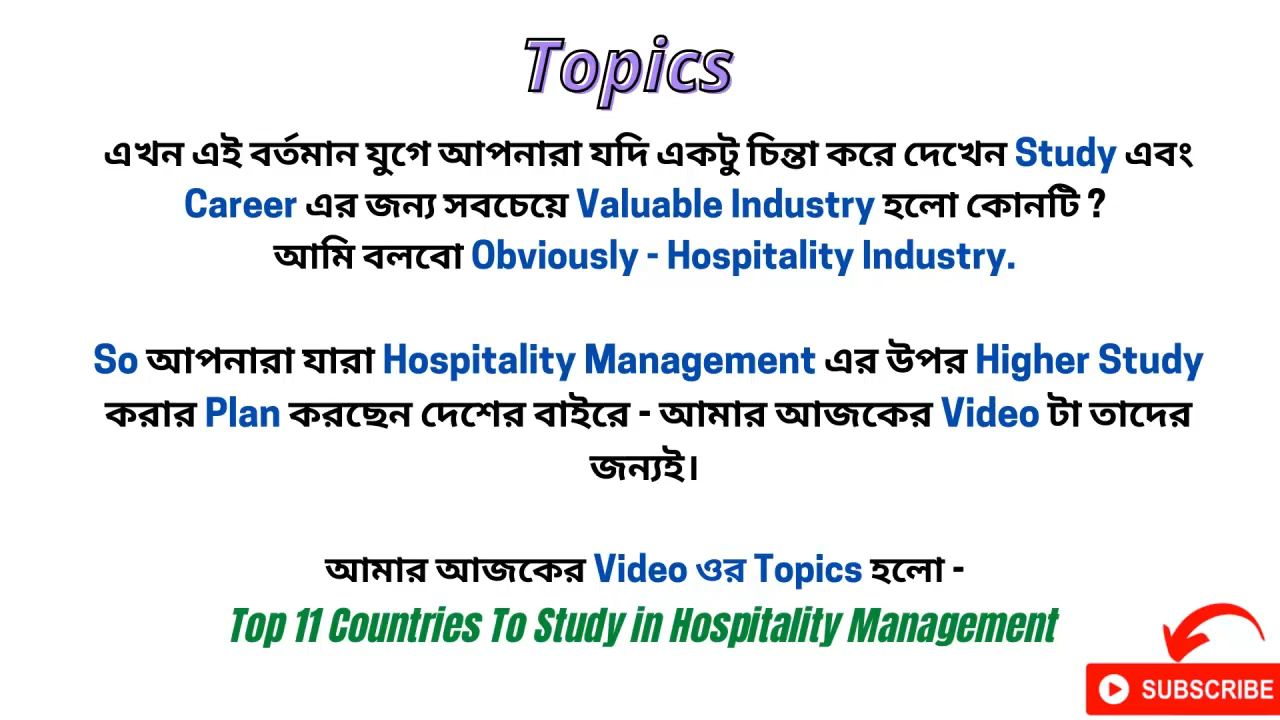 Topics
এখন এই বর্তমান যুগে আপনারা যদি একটু চিন্তা করে দেখেন Study এবং
Career এর জন্য সবচেয়ে Valuable Industry হলো কোনটি ?
আমি বলবো Obviously - Hospitality Industry.
So আপনারা যারা Hospitality Management এর উপর Higher Study
করার Plan করছেন দেশের বাইরে - আমার আজকের Video টা তাদের
জন্যই।
আমার আজকের Video ওর Topics হলো -
Top 11 Countries To Study in Hospitality Management
SUBSCRIBE